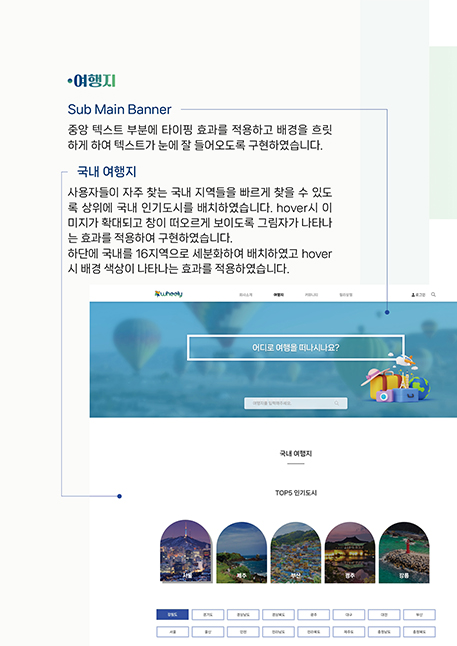 여행지
Sub Main Banner
중앙 텍스트 부분에 타이핑 효과를 적용하고 배경을 흐릿
하게 하여 텍스트가 눈에 잘 들어오도록 구현하였습니다.
국내 여행지
사용자들이 자주 찾는 국내 지역들을 빠르게 찾을 수 있도
록 상위에 국내 인기도시를 배치하였습니다. hover시 이
미지가 확대되고 창이 떠오르게 보이도록 그림자가 나타나
는 효과를 적용하여 구현하였습니다.
하단에 국내를 16지역으로 세분화하여 배치하였고 hover
시 배경 색상이 나타나는 효과를 적용하였습니다.
wheely 회사소개 여행지 커뮤니티 로그인
어디로 여행을 떠나시나요?
여행지를 입력해주세요.
국내 여행지
TOP5 인기도시
서울 제주 부산 경주 강릉
강원도 경기도 경상남도 경상북도 광주 대구 대전 부산
서울 울산 인천 전라남도 전라북도 제주도 충청남도 충청북도